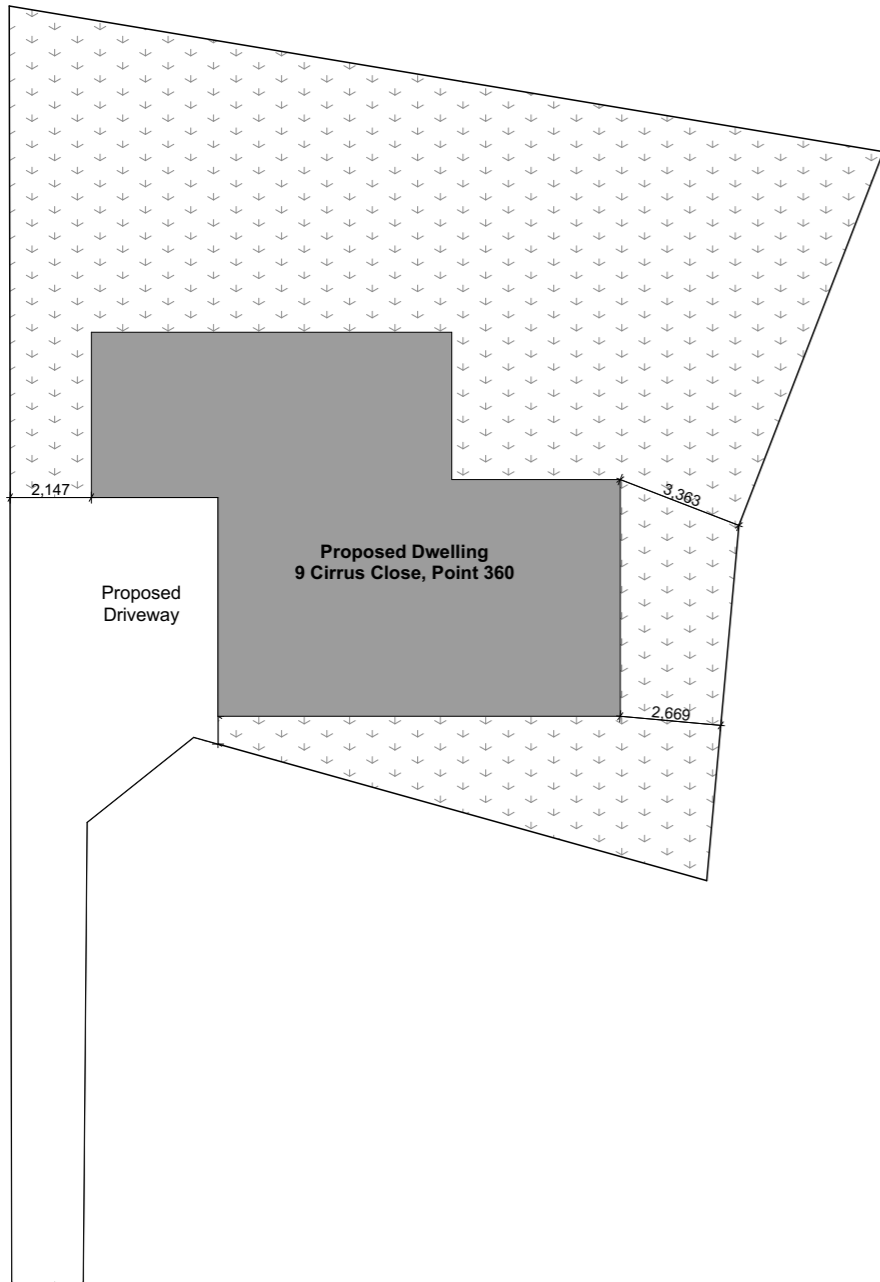 2,147
3,363
Proposed Dwelling
9 Cirrus Close, Point 360
Proposed
Driveway
2,669